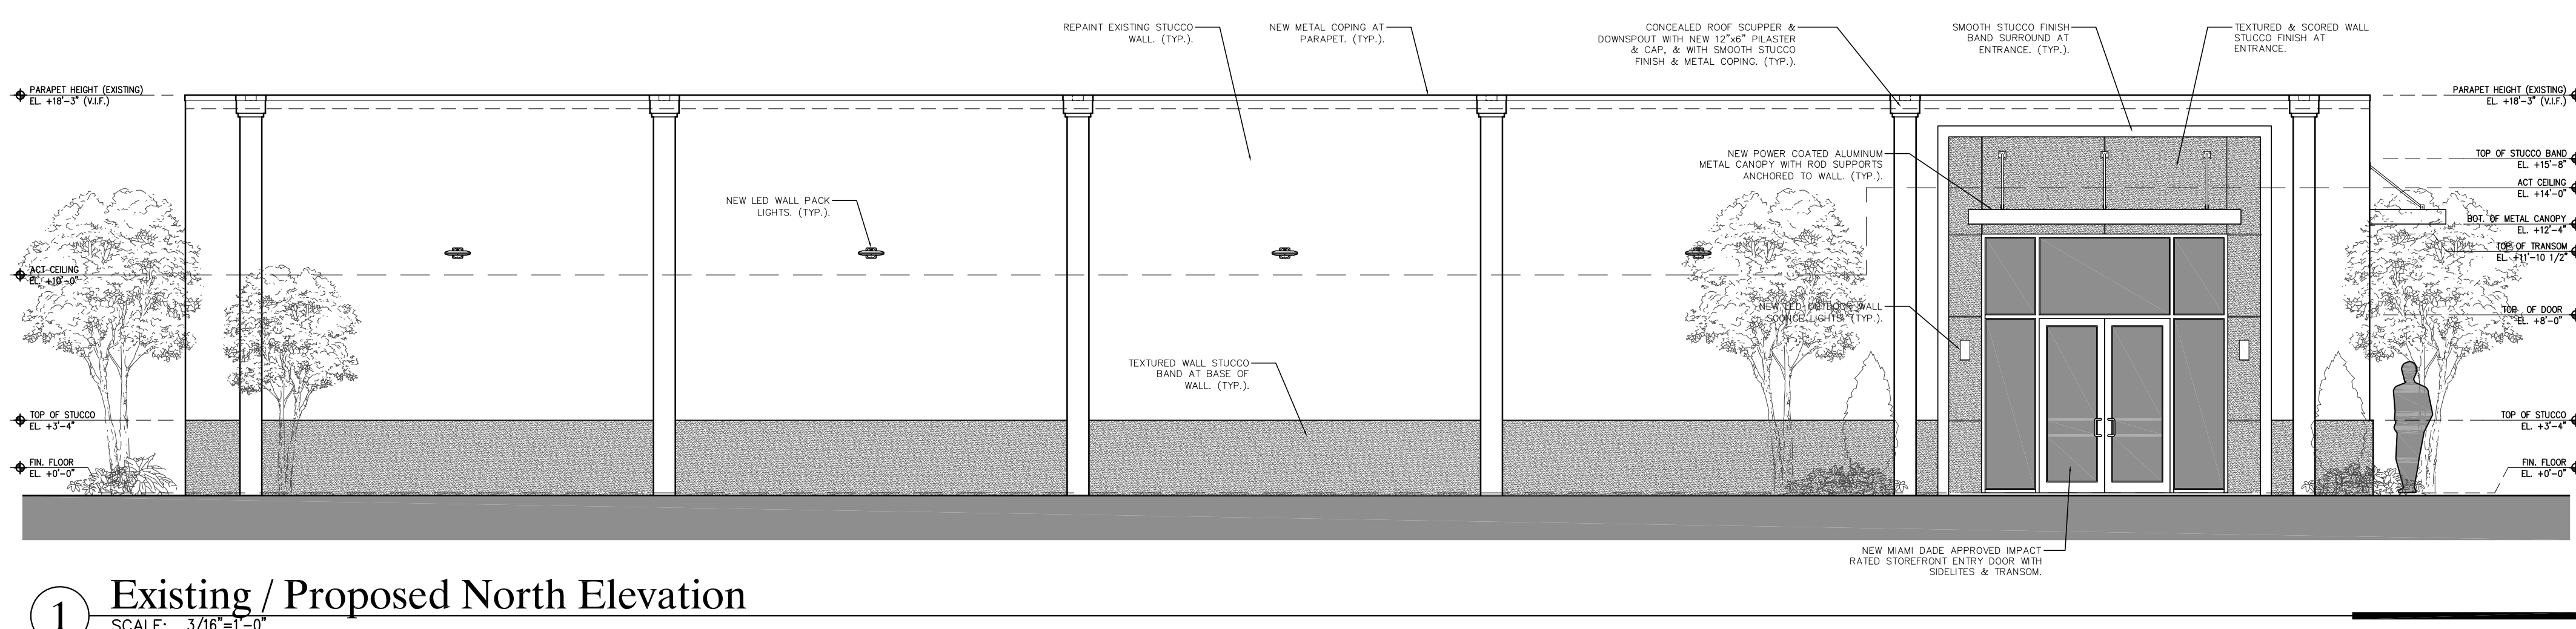 REPAINT EXISTING STUCCO
WALL. (TYP.).
NEW METAL COPING AT
PARAPET. (TYP.).
CONCEALED ROOF SCUPPER &
DOWNSPOUT WITH NEW 12"x6" PILASTER
& CAP, & WITH SMOOTH STUCCO
FINISH & METAL COPING. (TYP.).
SMOOTH STUCCO FINISH
BAND SURROUND AT
ENTRANCE. (TYP.).
TEXTURED & SCORED WALL
STUCCO FINISH AT
ENTRANCE.
PARAPET HEIGHT (EXISTING)
EL. +18'-3" (V.I.F.)
PARAPET HEIGHT (EXISTING)
EL. +18'-3" (V.I.F.)
NEW POWER COATED ALUMINUM
METAL CANOPY WITH ROD SUPPORTS
ANCHORED TO WALL. (TYP.).
TOP OF STUCCO BAND
EL. +15'-8"
ACT CEILING
EL. +14'-0"
NEW LED WALL PACK
LIGHTS. (TYP.).
BOT. OF METAL CANOPY
EL. +12'-4"
TOP OF TRANSOM
EL. +11'-10 1/2"
ACT CEILING
EL. +10'-0"
NEW LED OUTDOOR WALL
SCONCE LIGHTS. (TYP.).
TOP OF DOOR
EL. +8'-0"
TEXTURED WALL STUCCO
BAND AT BASE OF
WALL. (TYP.).
TOP OF STUCCO
EL. +3'-4"
TOP OF STUCCO
EL. +3'-4"
FIN. FLOOR
EL. +0'-0"
FIN. FLOOR
EL. +0'-0"
NEW MIAMI DADE APPROVED IMPACT
RATED STOREFRONT ENTRY DOOR WITH
SIDELITES & TRANSOM.
1
Existing / Proposed North Elevation
SCALE: 3/16"=1'-0"